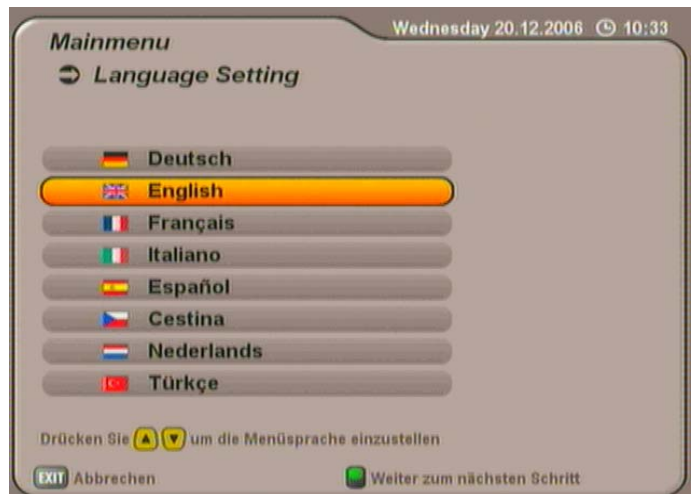 Mainmenu
Wednesday 20.12.2006 10:33
Language Setting
Deutsch
English
Français
Italiano
Español
Cestina
Nederlands
Türkçe
Drücken Sie um die Menüsprache einzustellen
EXIT Abbrechen
Weiter zum nächsten Schritt